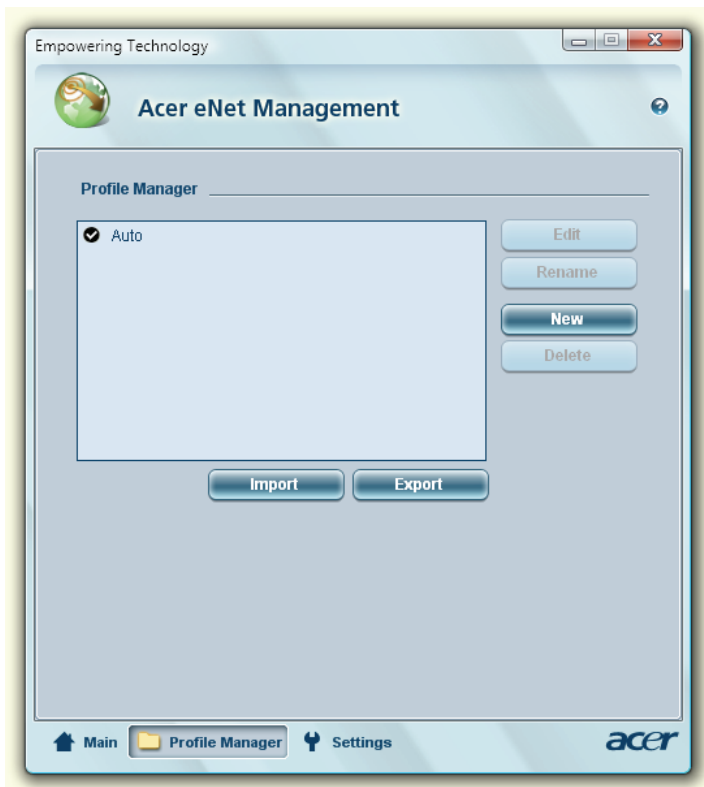 Empowering Technology
Acer eNet Management
Profile Manager
Auto
Edit
Rename
New
Delete
Import Export
Main Profile Manager Settings acer